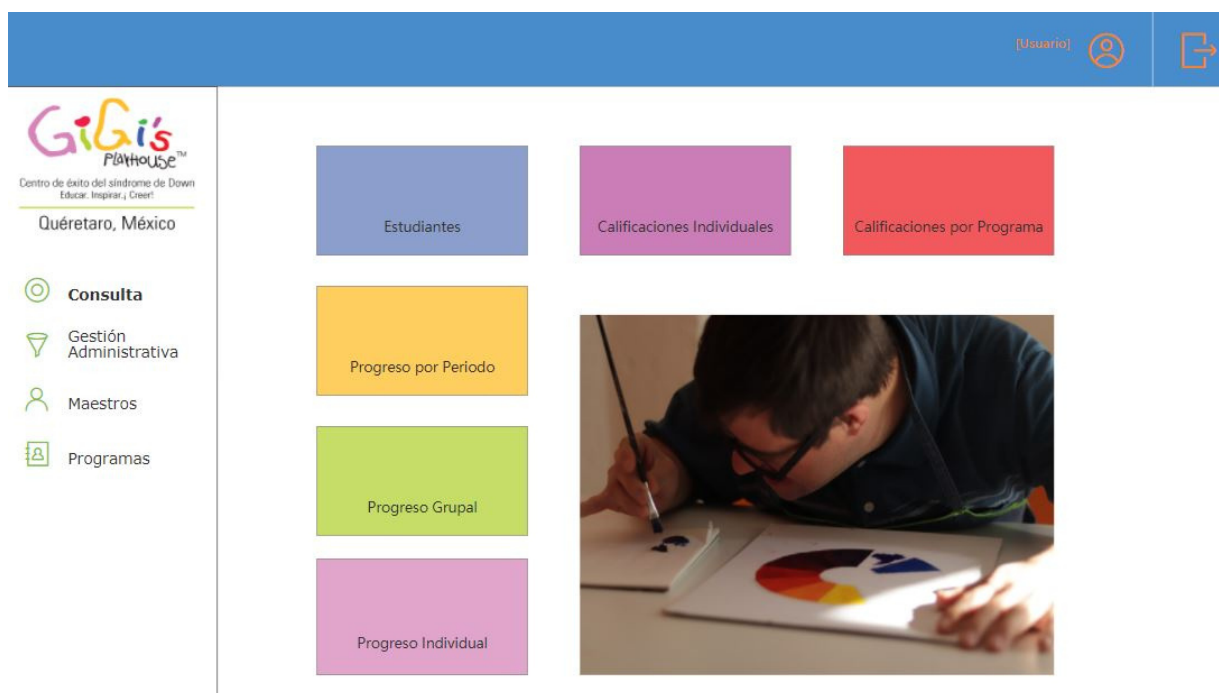 [Usuario]
GiGi's
PLAYHOUSE™
Centro de éxito del síndrome de Down
Educar. Inspirar.¡ Creer!
Quéretaro, México
Consulta
Gestión
Administrativa
Maestros
Programas
Estudiantes
Calificaciones Individuales
Calificaciones por Programa
Progreso por Periodo
Progreso Grupal
Progreso Individual